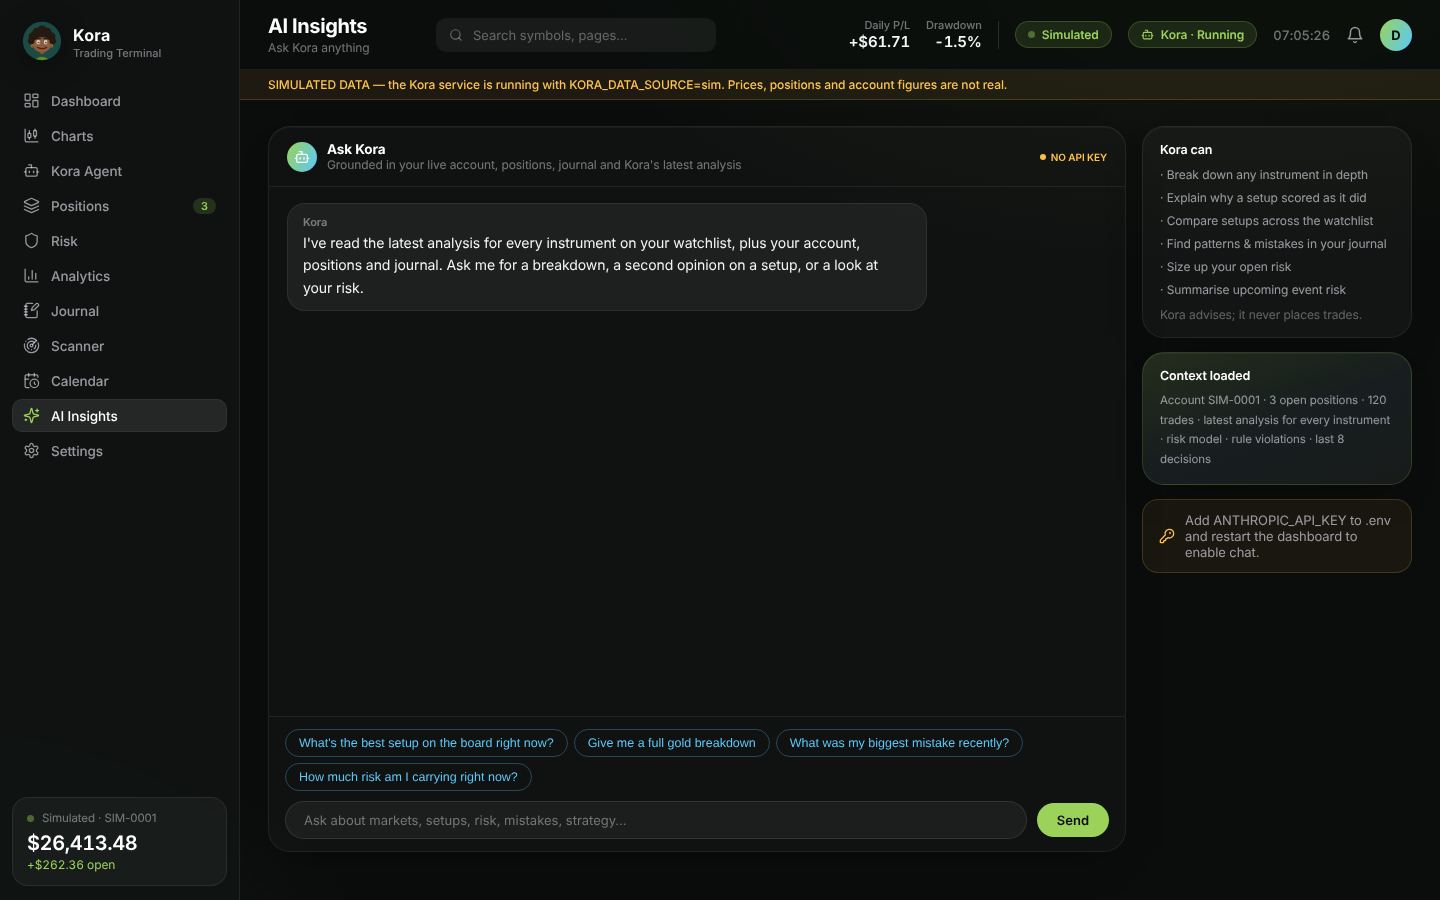 Kora
Trading Terminal
Dashboard
Charts
Kora Agent
Positions
3
Risk
Analytics
Journal
Scanner
Calendar
AI Insights
Settings
Simulated · SIM-0001
$26,413.48
+$262.36 open
AI Insights
Ask Kora anything
Search symbols, pages...
Daily P/L
+$61.71
Drawdown
-1.5%
Simulated
Kora · Running
07:05:26
D
SIMULATED DATA — the Kora service is running with KORA_DATA_SOURCE=sim. Prices, positions and account figures are not real.
Ask Kora
Grounded in your live account, positions, journal and Kora's latest analysis
NO API KEY
Kora
I've read the latest analysis for every instrument on your watchlist, plus your account,
positions and journal. Ask me for a breakdown, a second opinion on a setup, or a look at
your risk.
What's the best setup on the board right now?
Give me a full gold breakdown
What was my biggest mistake recently?
How much risk am I carrying right now?
Ask about markets, setups, risk, mistakes, strategy...
Send
Kora can
· Break down any instrument in depth
· Explain why a setup scored as it did
· Compare setups across the watchlist
· Find patterns & mistakes in your journal
· Size up your open risk
· Summarise upcoming event risk
Kora advises; it never places trades.
Context loaded
Account SIM-0001 · 3 open positions · 120
trades · latest analysis for every instrument
· risk model · rule violations · last 8
decisions
Add ANTHROPIC_API_KEY to .env
and restart the dashboard to
enable chat.